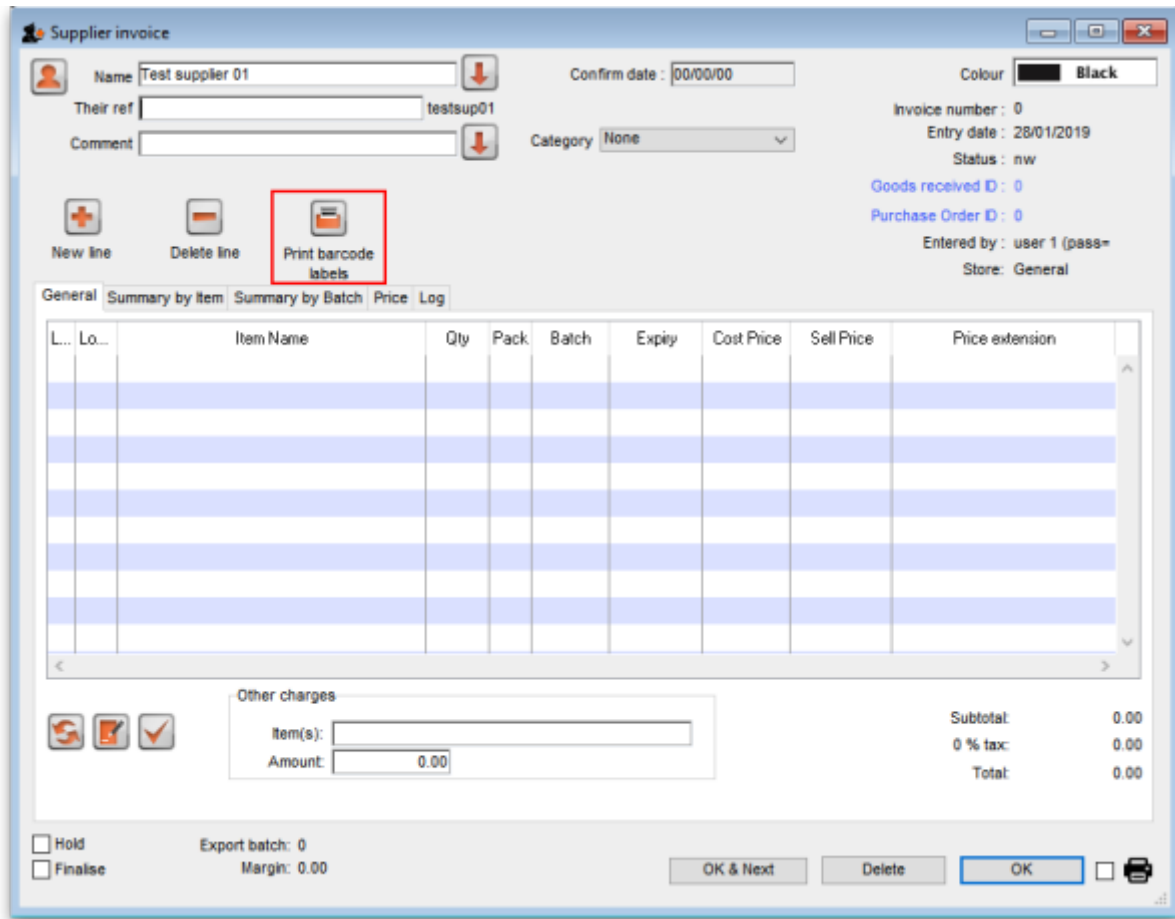 Supplier invoice
Name Test supplier 01 Confirm date : 00/00/00 Colour Black
Their ref testsup01 Invoice number : 0
Comment Category None Entry date : 28/01/2019
Status : nw
Goods received ID : 0
Purchase Order ID : 0
New line Delete line Print barcode labels Entered by : user 1 (pass=
Store: General
General Summary by Item Summary by Batch Price Log
L... Lo... Item Name Qty Pack Batch Expiry Cost Price Sell Price Price extension
Other charges
Item(s): Subtotal: 0.00
Amount: 0.00 0 % tax: 0.00
Total: 0.00
Hold Export batch: 0
Finalise Margin: 0.00 OK & Next Delete OK